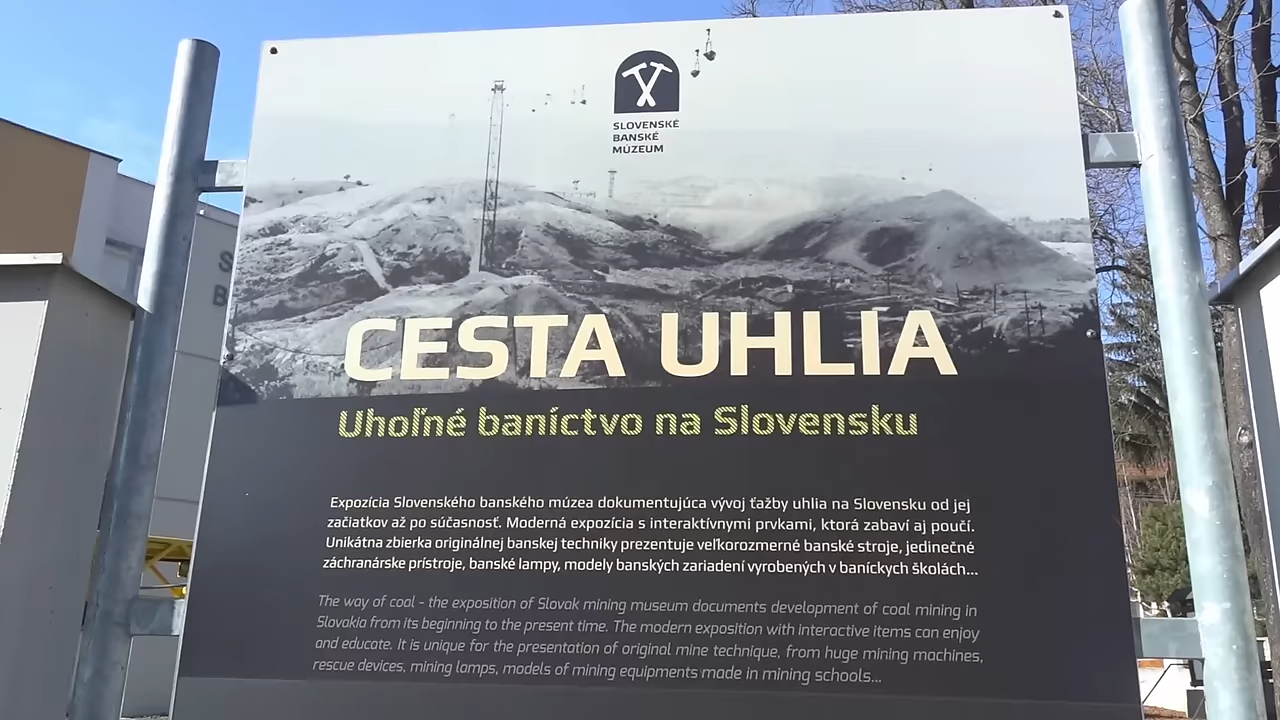 SLOVENSKÉ
BANSKÉ
MÚZEUM
CESTA UHLIA
Uhoľné baníctvo na Slovensku
Expozícia Slovenského banského múzea dokumentujúca vývoj ťažby uhlia na Slovensku od jej
začiatkov až po súčasnosť. Moderná expozícia s interaktívnymi prvkami, ktorá zabaví aj poučí.
Unikátna zbierka originálnej banskej techniky prezentuje veľkorozmerné banské stroje, jedinečné
záchranárske prístroje, banské lampy, modely banských zariadení vyrobených v baníckych školách...
The way of coal - the exposition of Slovak mining museum documents development of coal mining in
Slovakia from its beginning to the present time. The modern exposition with interactive items can enjoy
and educate. It is unique for the presentation of original mine technique, from huge mining machines,
rescue devices, mining lamps, models of mining equipments made in mining schools...